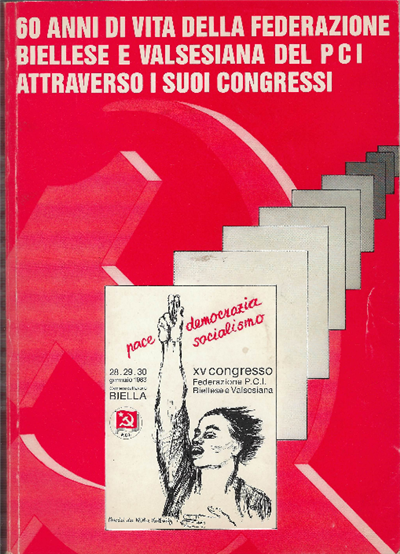 60 ANNI DI VITA DELLA FEDERAZIONE
BIELLESE E VALSESIANA DEL P C I
ATTRAVERSO I SUOI CONGRESSI
pace democrazia
socialismo
28.29.30
gennaio 1983
BIELLA
P.C.I.
XV congresso
Federazione P.C.I.
Biellese e Valsesiana